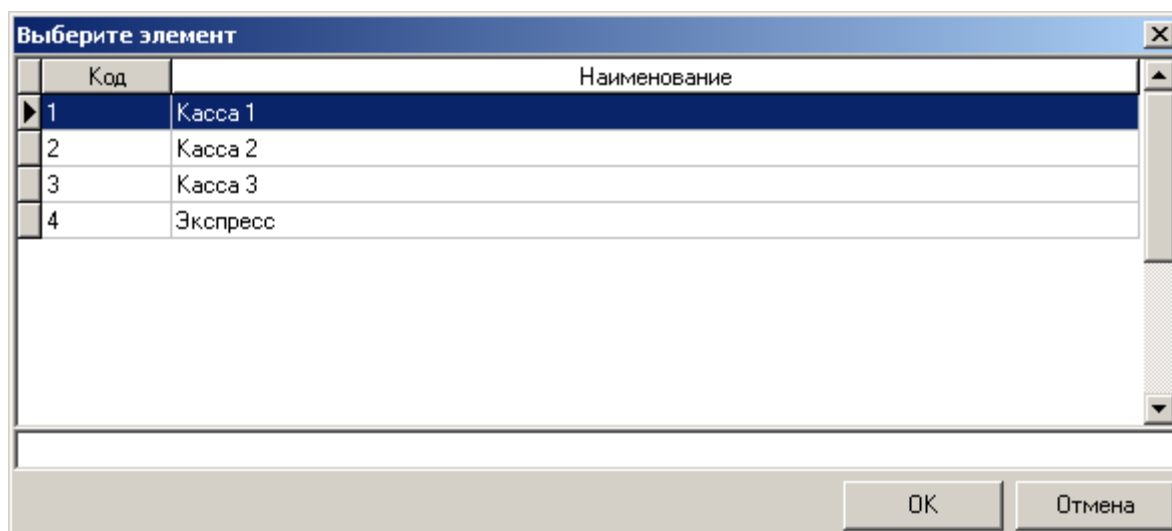 Выберите элемент
Код Наименование
1 Касса 1
2 Касса 2
3 Касса 3
4 Экспресс
OK Отмена